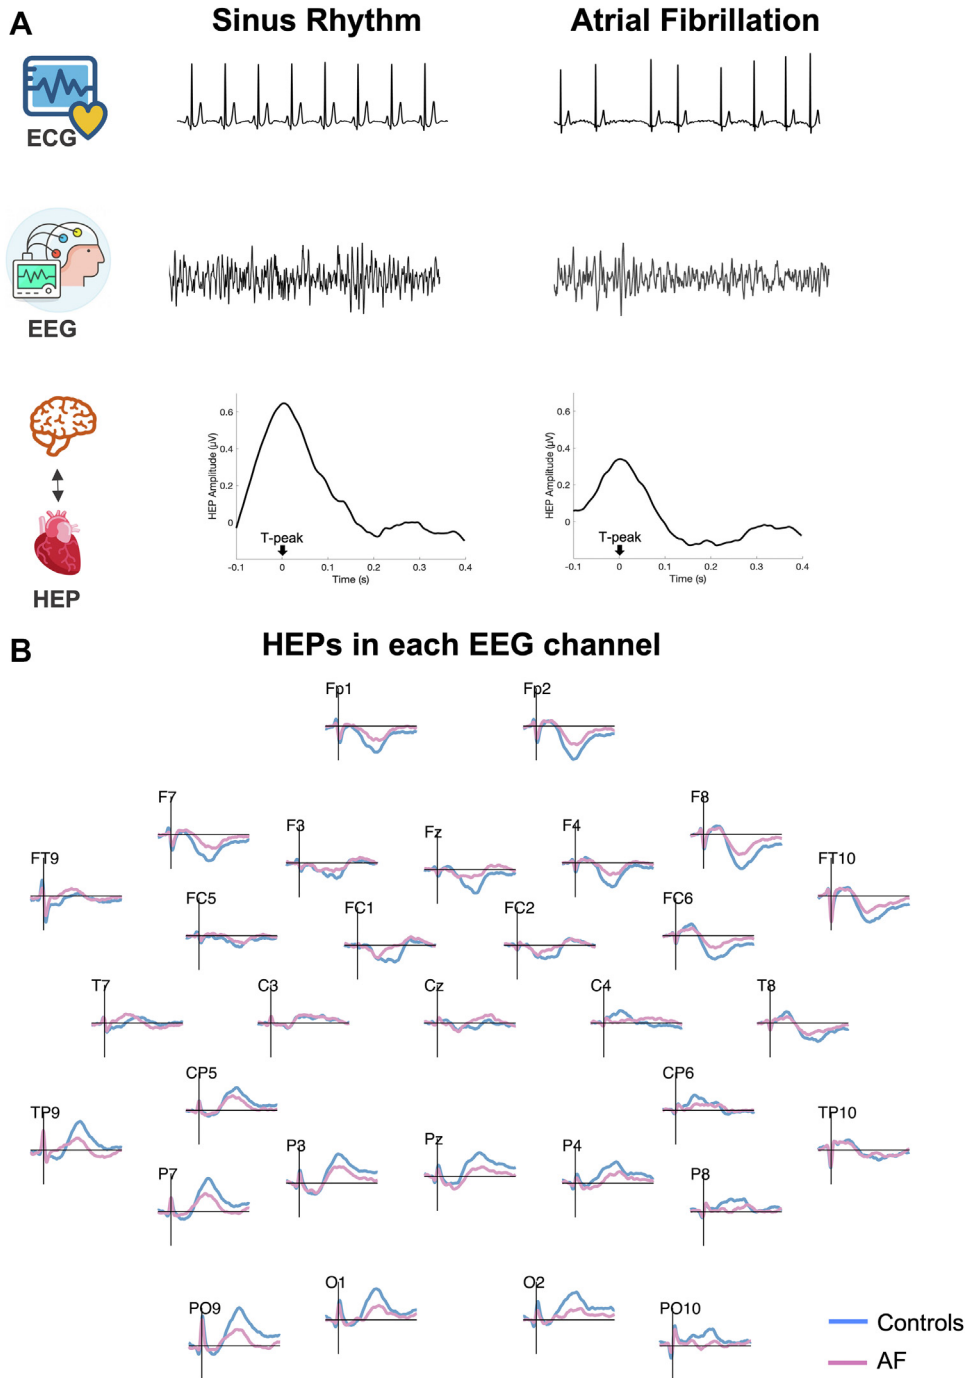 A
Sinus Rhythm
Atrial Fibrillation
ECG
EEG
HEP
HEP Amplitude (µV)
0.6
0.4
0.2
0
T-peak
-0.1 0 0.1 0.2 0.3 0.4
Time (s)
HEP Amplitude (µV)
0.6
0.4
0.2
0
T-peak
-0.1 0 0.1 0.2 0.3 0.4
Time (s)
B
HEPs in each EEG channel
Fp1 Fp2
F7 F3 Fz F4 F8
FT9 FT10
FC5 FC1 FC2 FC6
T7 C3 Cz C4 T8
CP5 CP6
TP9 TP10
P7 P3 Pz P4 P8
PO9 O1 O2 PO10
Controls
AF